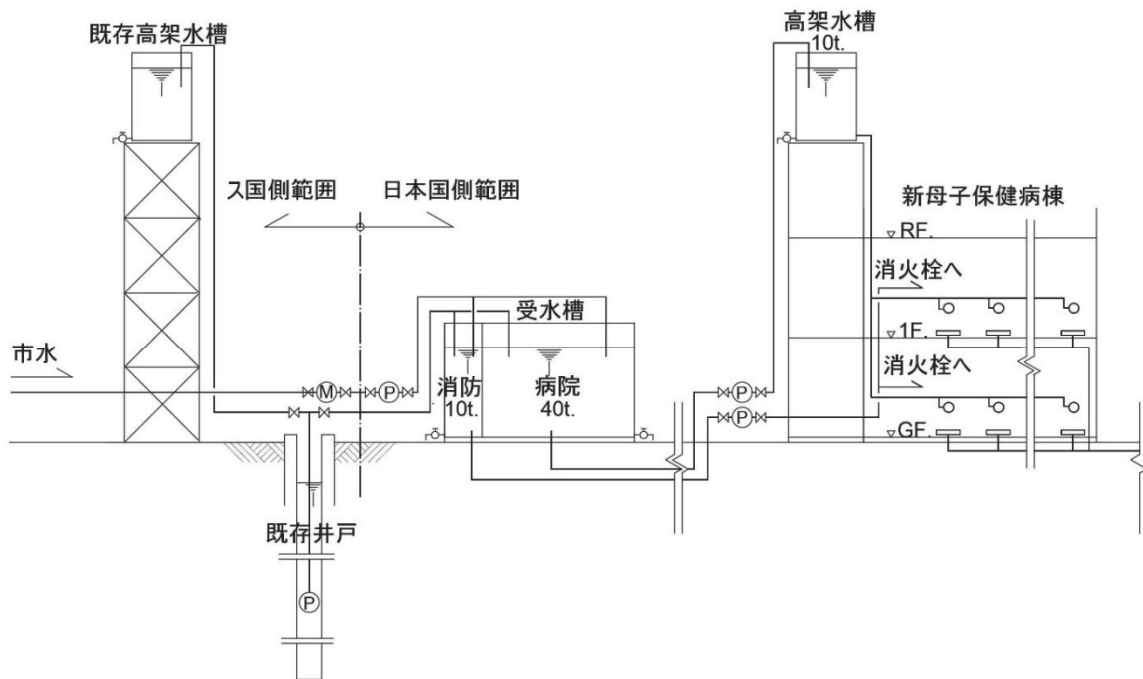 既存高架水槽
高架水槽
10t.
ス国側範囲
日本国側範囲
新母子保健病棟
RF.
消火栓へ
受水槽
1F.
市水
消火栓へ
M
P
消防
10t.
病院
40t.
P
P
GF.
既存井戸
P